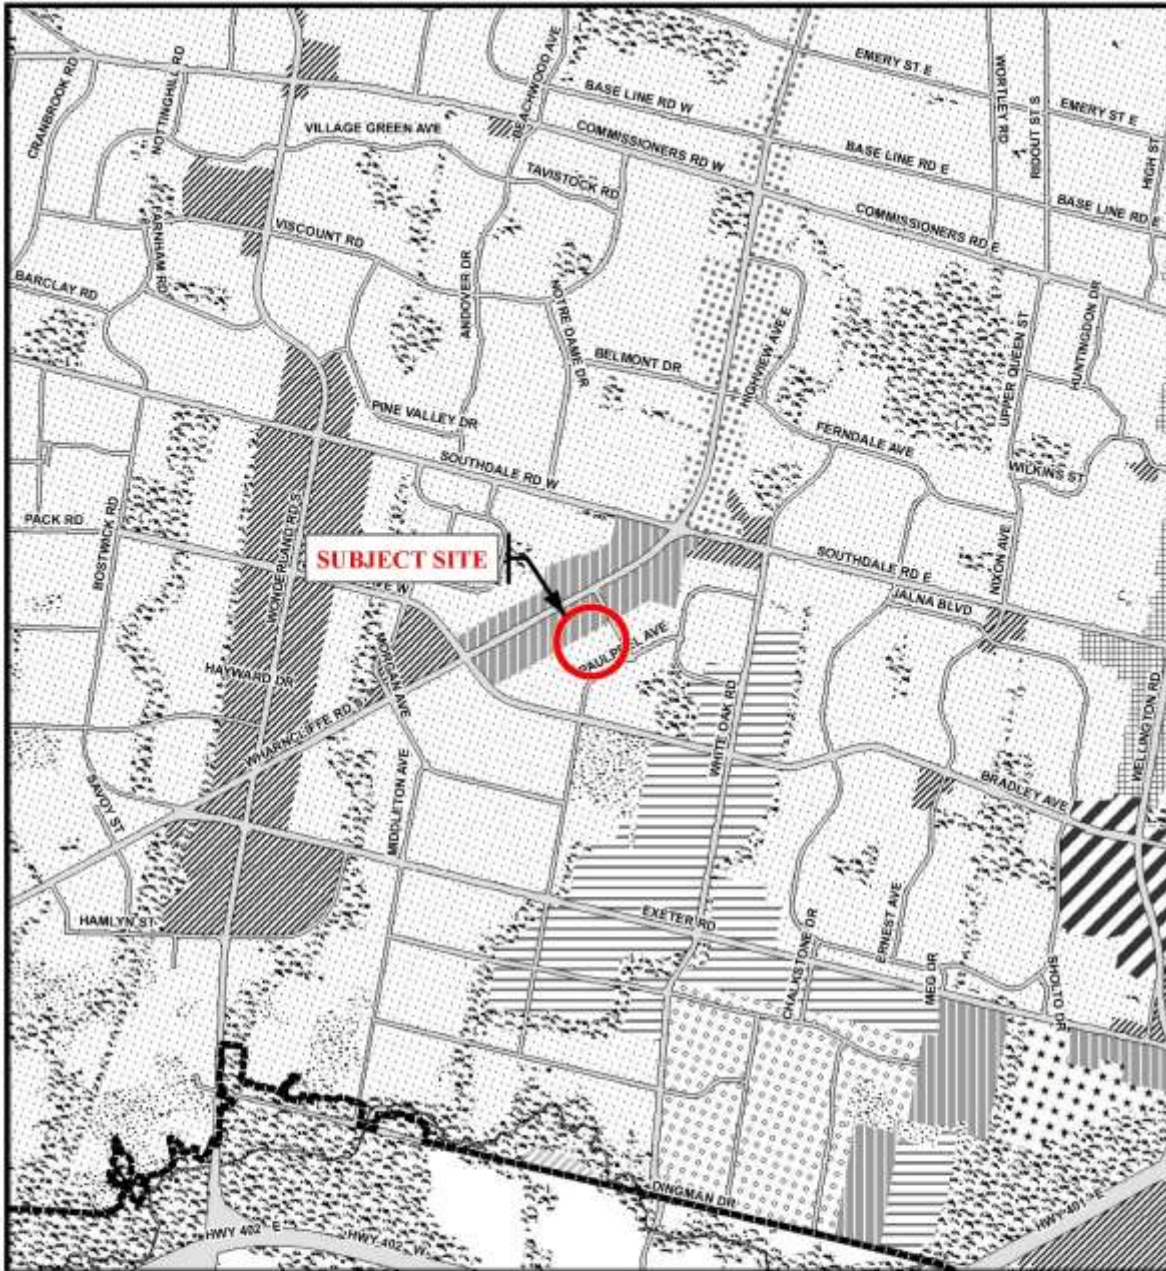 EMERY ST E
EMERY ST E
CRANBROOK RD
NOTTINGHILL RD
BEACHWOOD AVE
WORTLEY RD
RIDOUT ST S
HIGH ST
BASE LINE RD W
VILLAGE GREEN AVE
COMMISSIONERS RD W
BASE LINE RD E
TAVISTOCK RD
BASE LINE RD E
COMMISSIONERS RD E
VISCOUNT RD
BARCLAY RD
ANDOVER DR
NOTRE DAME DR
BELMONT DR
HIGHVIEW AVE E
UPPER QUEEN ST
HUNTINGDON DR
PINE VALLEY DR
FERNDALE AVE
SOUTHDALE RD W
WILKINS ST
PACK RD
BOSTWICK RD
WONDERLAND RD S
SUBJECT SITE
SOUTHDALE RD E
NIXON AVE
AVE W
JALNA BLVD
MORGAN AVE
HAYWARD DR
WHITE OAK RD
WELLINGTON RD
WHARNCLIFFE RD S
SAVOY ST
MIDDLETON AVE
BRADLEY AVE
HAMLYN ST
EXETER RD
ERNEST AVE
CHALKSTONE DR
MEG DR
SHOLTO DR
DINGMAN DR
HWY 402 E
HWY 402 W
HWY 401 E